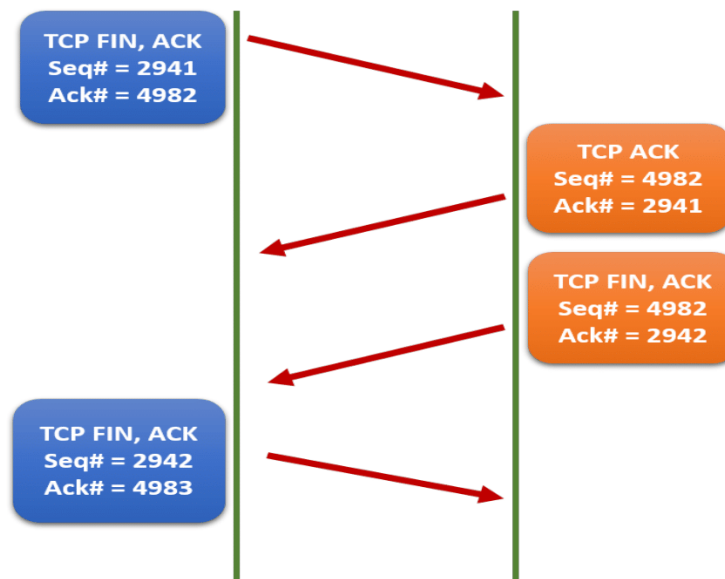 TCP FIN, ACK
Seq# = 2941
Ack# = 4982
TCP ACK
Seq# = 4982
Ack# = 2941
TCP FIN, ACK
Seq# = 4982
Ack# = 2942
TCP FIN, ACK
Seq# = 2942
Ack# = 4983